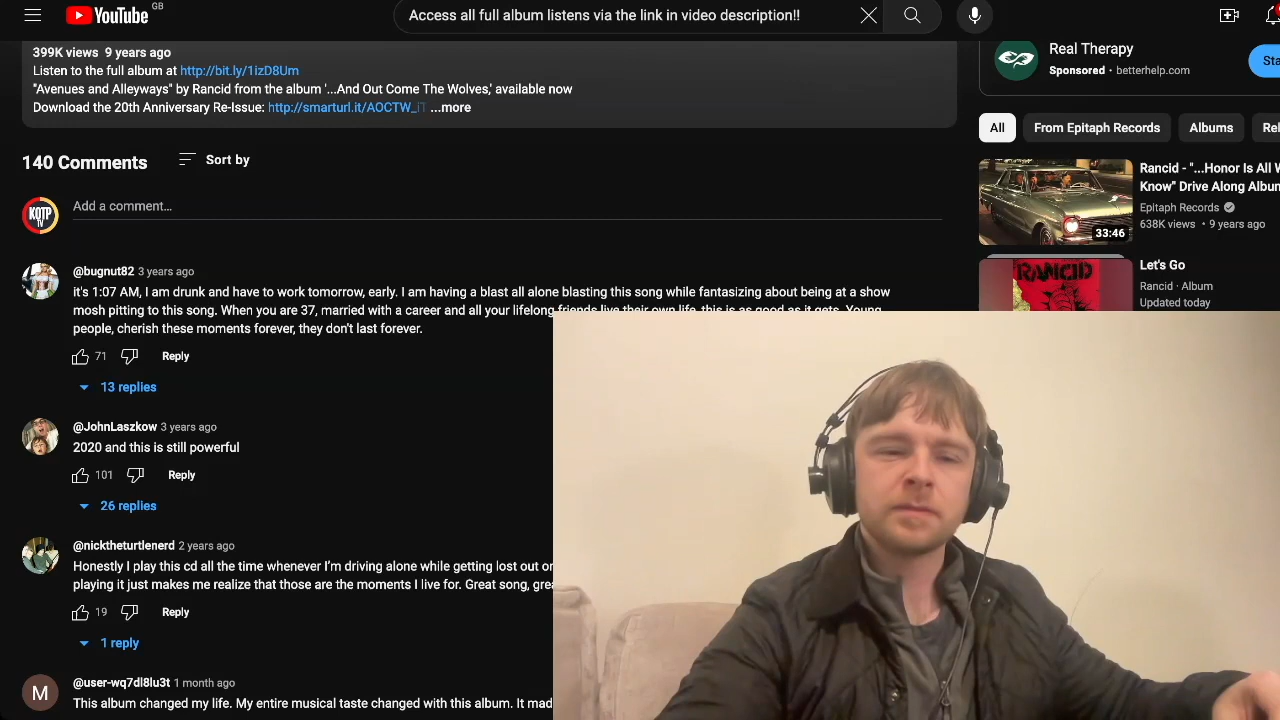 YouTube GB
Access all full album listens via the link in video description!!
399K views 9 years ago
Listen to the full album at http://bit.ly/1izD8Um
"Avenues and Alleyways" by Rancid from the album '...And Out Come The Wolves,' available now
Download the 20th Anniversary Re-Issue: http://smarturl.it/AOCTW_iT ...more
140 Comments
Sort by
KOTP
TV
Add a comment...
@bugnut82 3 years ago
it's 1:07 AM, I am drunk and have to work tomorrow, early. I am having a blast all alone blasting this song while fantasizing about being at a show
mosh pitting to this song. When you are 37, married with a career and all your lifelong friends live their own life, this is as good as it gets. Young
people, cherish these moments forever, they don't last forever.
71 Reply
13 replies
@JohnLaszkow 3 years ago
2020 and this is still powerful
101 Reply
26 replies
@nicktheturtlenerd 2 years ago
Honestly I play this cd all the time whenever I'm driving alone while getting lost out on
playing it just makes me realize that those are the moments I live for. Great song, grea
19 Reply
1 reply
M
@user-wq7dl8lu3t 1 month ago
This album changed my life. My entire musical taste changed with this album. It mad
Real Therapy
Sponsored · betterhelp.com
Sta
All From Epitaph Records Albums Rel
Rancid - "...Honor Is All W
Know" Drive Along Album
Epitaph Records
638K views · 9 years ago
33:46
RANCID
Let's Go
Rancid · Album
Updated today